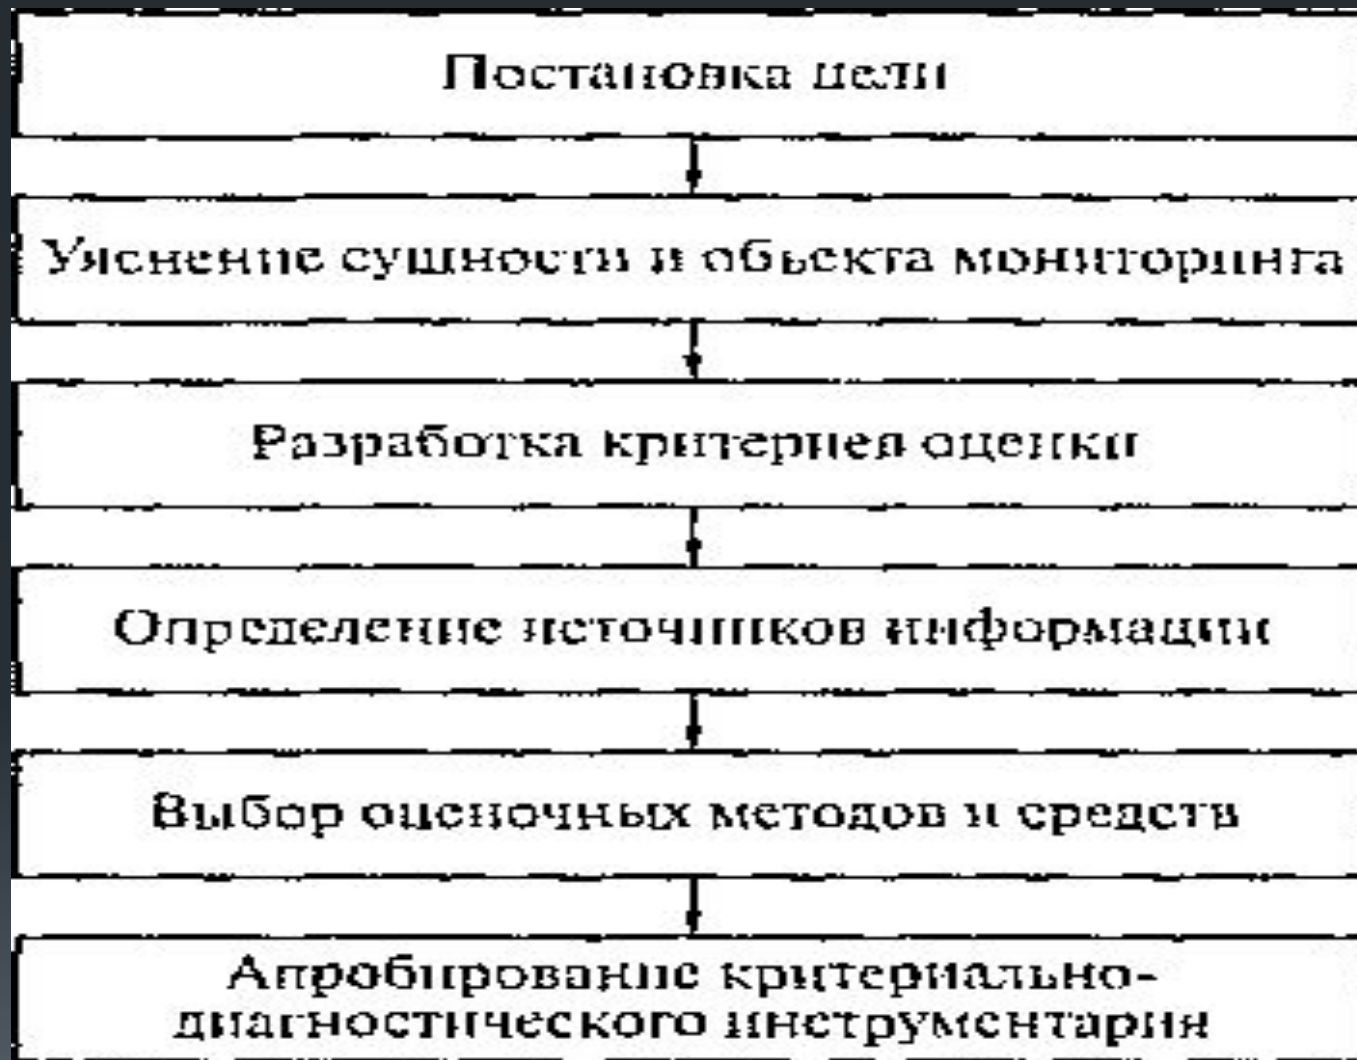 Постановка цели
Уяснение сущности и объекта мониторинга
Разработка критериев оценки
Определение источников информации
Выбор оценочных методов и средств
Апробирование критериально-
диагностического инструментария